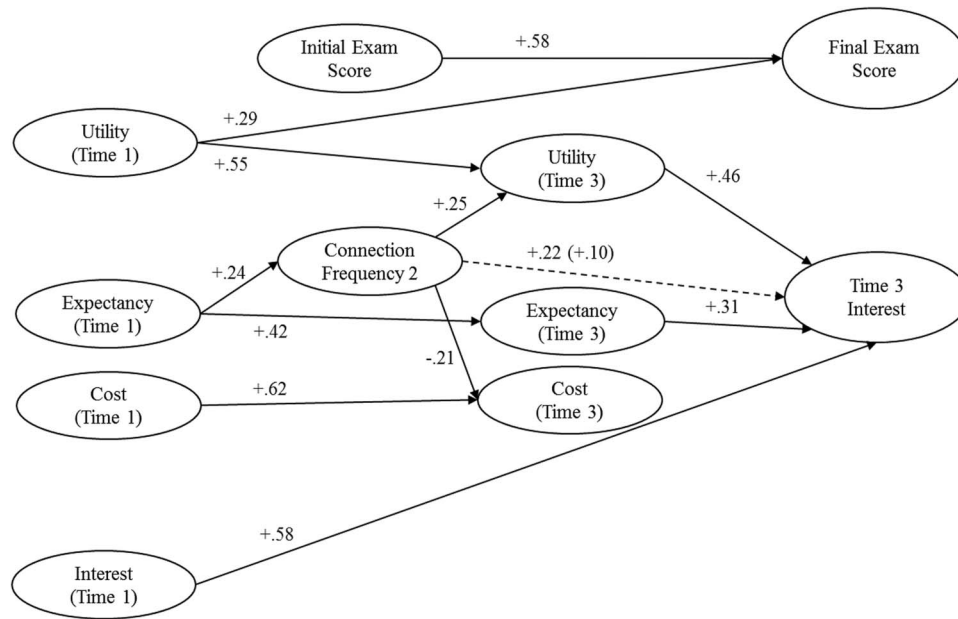 Initial Exam
Score
+.58
Final Exam
Score
Utility
(Time 1)
+.29
+.55
Utility
(Time 3)
+.46
+.25
Connection
Frequency 2
+.22 (+.10)
+.24
Expectancy
(Time 1)
+.42
Expectancy
(Time 3)
+.31
Time 3
Interest
-.21
Cost
(Time 1)
+.62
Cost
(Time 3)
+.58
Interest
(Time 1)